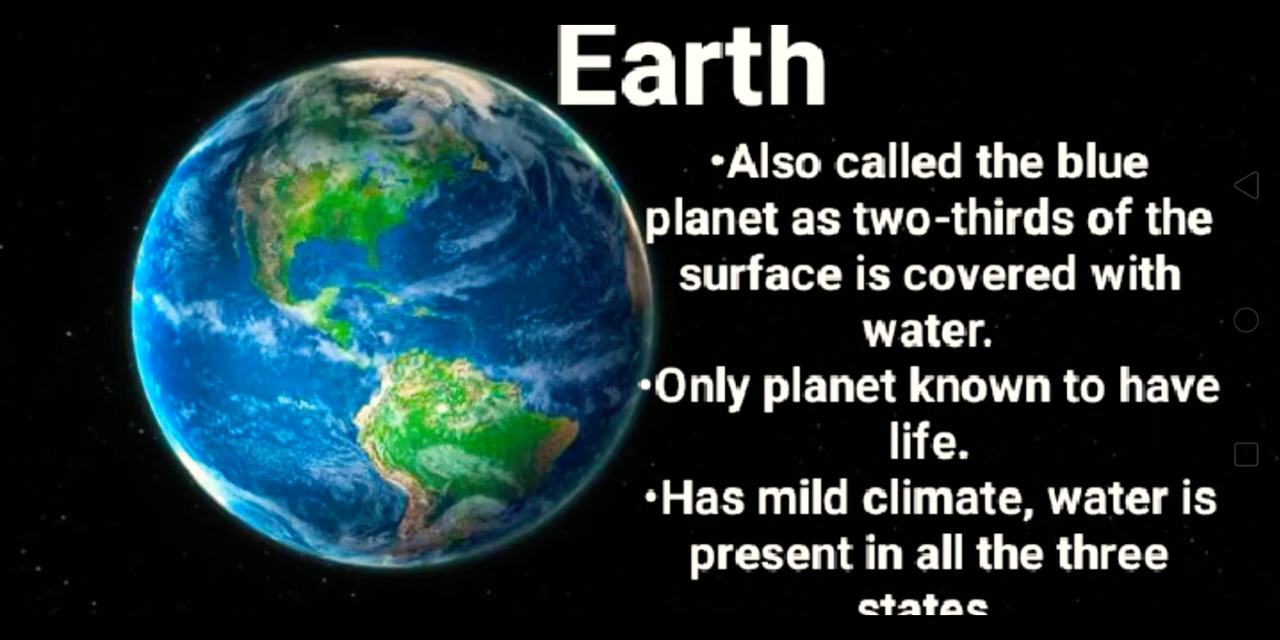 Earth
•Also called the blue
planet as two-thirds of the
surface is covered with
water.
•Only planet known to have
life.
•Has mild climate, water is
present in all the three
states